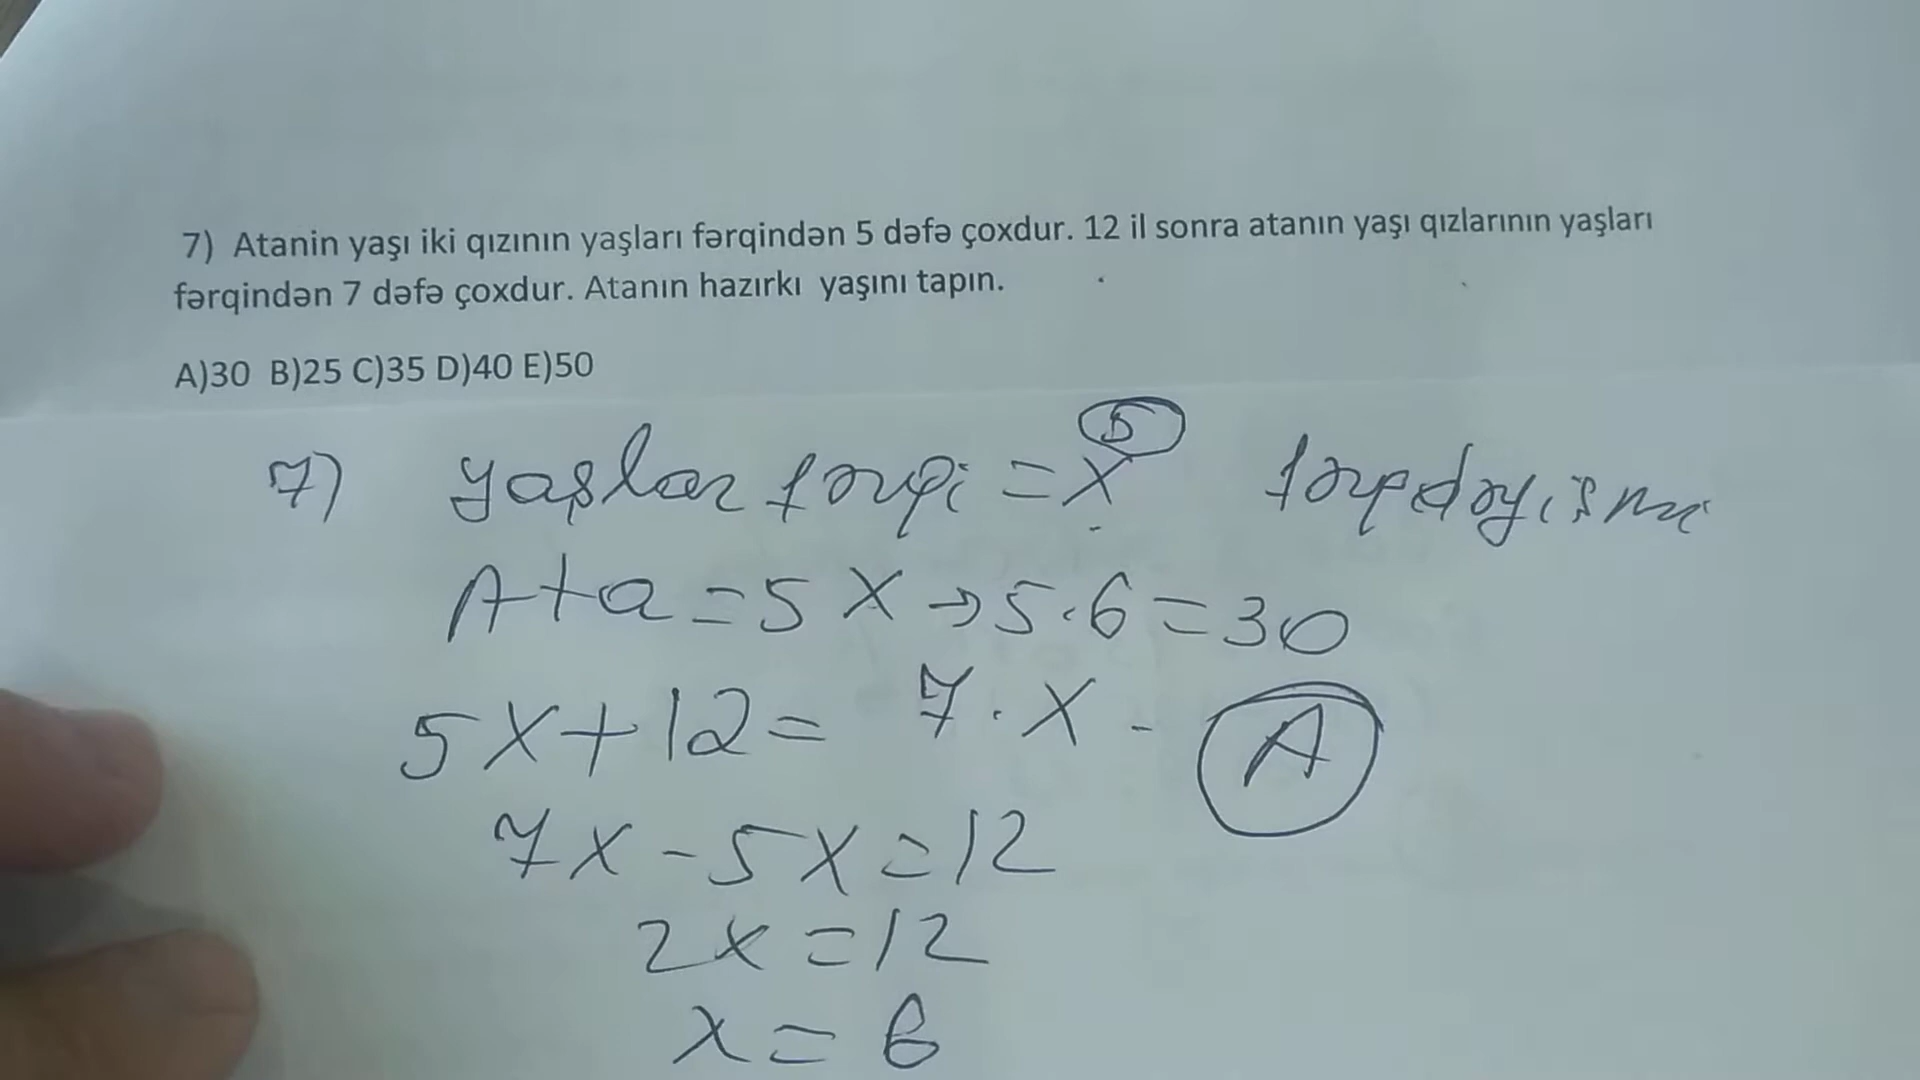 7) Atanin yaşı iki qızının yaşları fərqindən 5 dəfə çoxdur. 12 il sonra atanın yaşı qızlarının yaşları
fərqindən 7 dəfə çoxdur. Atanın hazırkı yaşını tapın.
A)30 B)25 C)35 D)40 E)50
7) yaşlar fərqi = x fərq dəyişmi
Ata = 5x → 5·6 = 30
5x + 12 = 7·x
A
7x - 5x = 12
2x = 12
x = 6